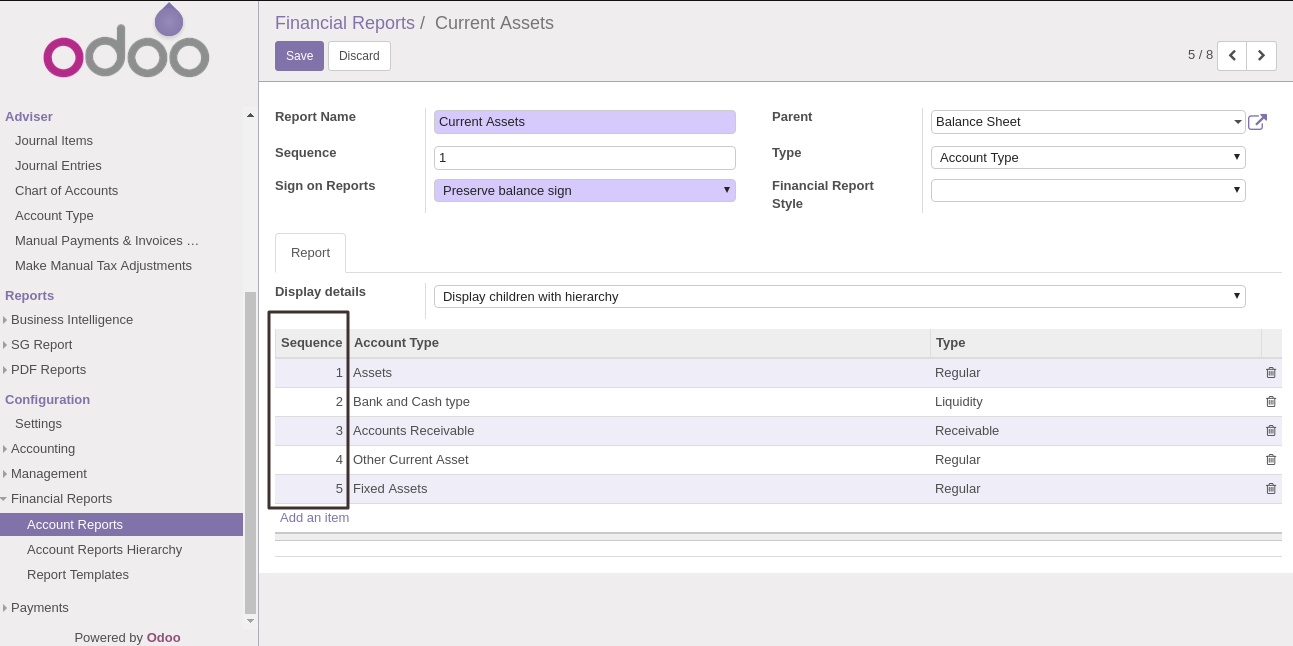 odoo
Adviser
Journal Items
Journal Entries
Chart of Accounts
Account Type
Manual Payments & Invoices ...
Make Manual Tax Adjustments
Reports
Business Intelligence
SG Report
PDF Reports
Configuration
Settings
Accounting
Management
Financial Reports
Account Reports
Account Reports Hierarchy
Report Templates
Payments
Powered by Odoo
Financial Reports / Current Assets
Save Discard
5 / 8
Report Name Current Assets
Parent Balance Sheet
Sequence 1
Type Account Type
Sign on Reports Preserve balance sign
Financial Report
Style
Report
Display details Display children with hierarchy
Sequence Account Type Type
1 Assets Regular
2 Bank and Cash type Liquidity
3 Accounts Receivable Receivable
4 Other Current Asset Regular
5 Fixed Assets Regular
Add an item